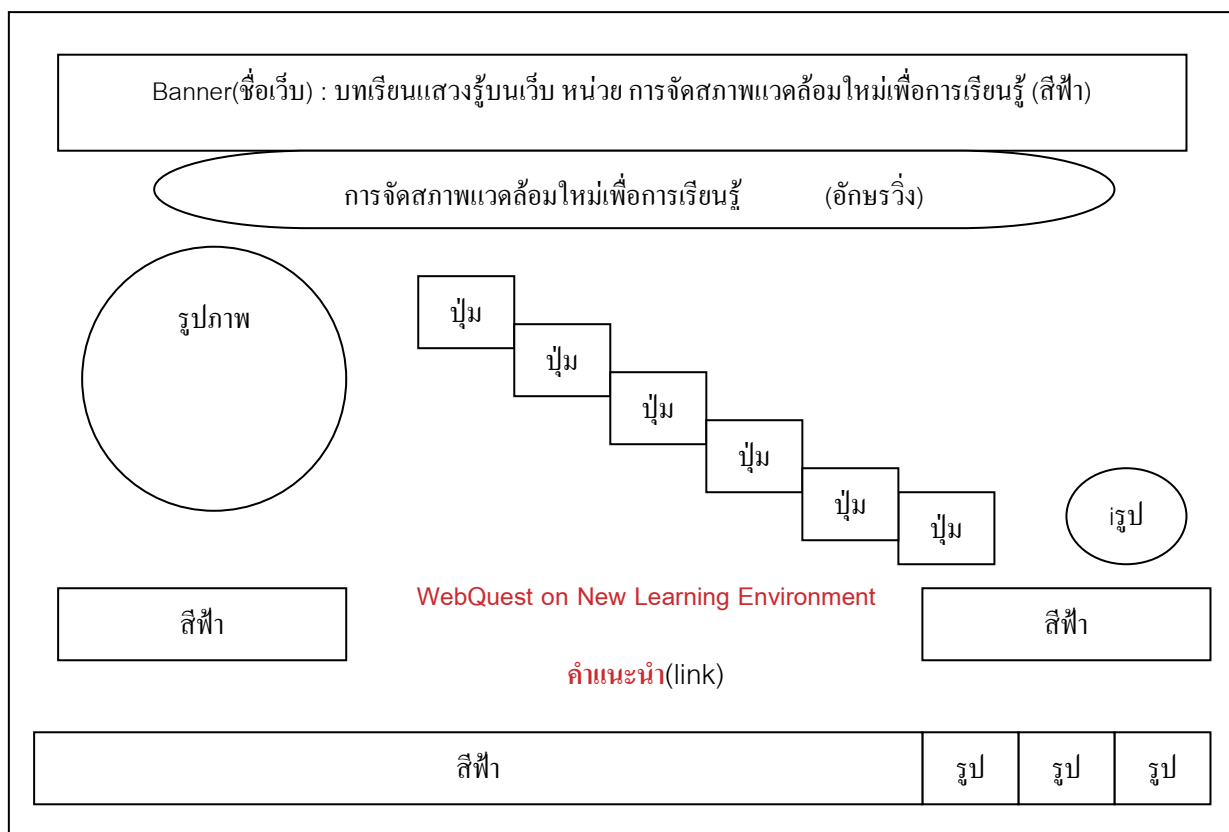 Banner(ชื่อเว็บ) : บทเรียนแสวงรู้บนเว็บ หน่วย การจัดสภาพแวดล้อมใหม่เพื่อการเรียนรู้ (สีฟ้า)
การจัดสภาพแวดล้อมใหม่เพื่อการเรียนรู้ (อักษรวิ่ง)
รูปภาพ
ปุ่ม
ปุ่ม
ปุ่ม
ปุ่ม
ปุ่ม
ปุ่ม
iรูป
สีฟ้า
WebQuest on New Learning Environment
สีฟ้า
คำแนะนำ(link)
สีฟ้า
รูป
รูป
รูป